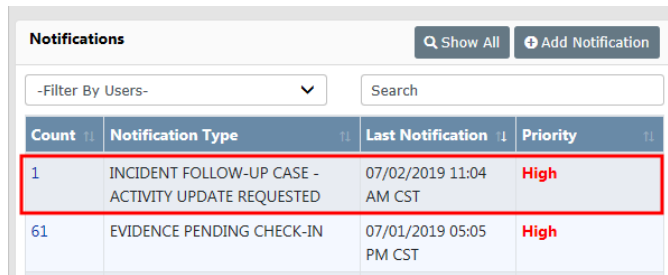 Notifications
Show All
Add Notification
-Filter By Users-
Search
Count Notification Type Last Notification Priority
1 INCIDENT FOLLOW-UP CASE - 07/02/2019 11:04 High
ACTIVITY UPDATE REQUESTED AM CST
61 EVIDENCE PENDING CHECK-IN 07/01/2019 05:05 High
PM CST